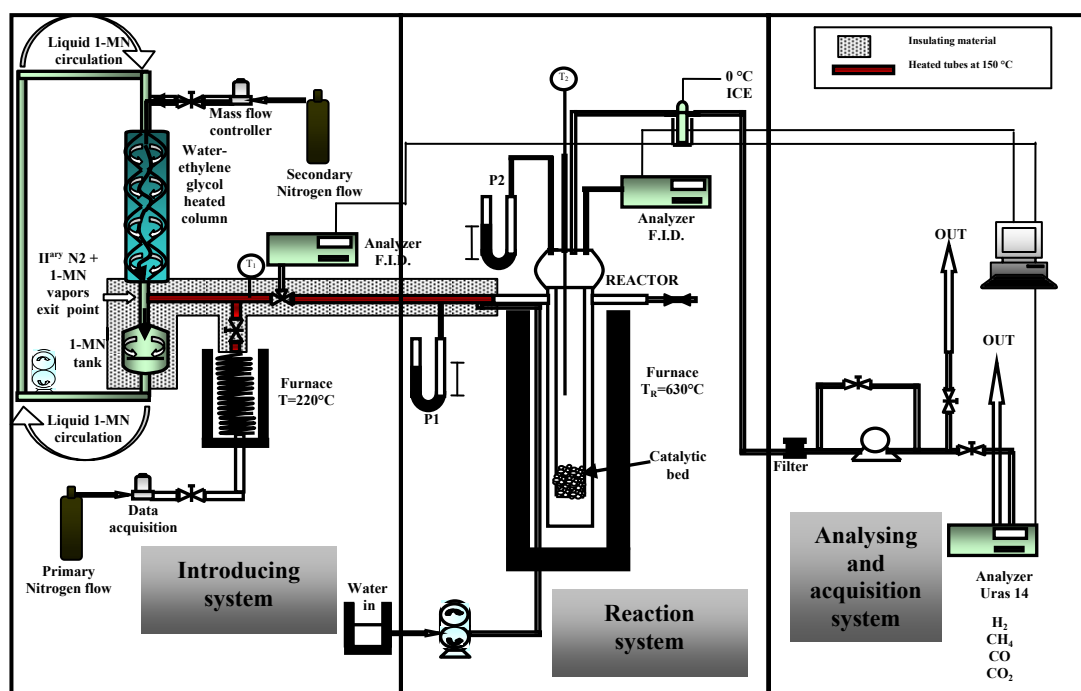 Liquid 1-MN
circulation
Mass flow
controller
Water-
ethylene
glycol
heated
column
Secondary
Nitrogen flow
IIary N2 +
1-MN
vapors
exit point
Analyzer
F.I.D.
T1
1-MN
tank
Furnace
T=220°C
Liquid 1-MN
circulation
Data
acquisition
Primary
Nitrogen flow
Introducing
system
Water
in
T2
0 °C
ICE
P2
Analyzer
F.I.D.
REACTOR
P1
Furnace
TR=630°C
Catalytic
bed
Reaction
system
Insulating material
Heated tubes at 150 °C
OUT
OUT
Filter
Analysing
and
acquisition
system
Analyzer
Uras 14
H2
CH4
CO
CO2